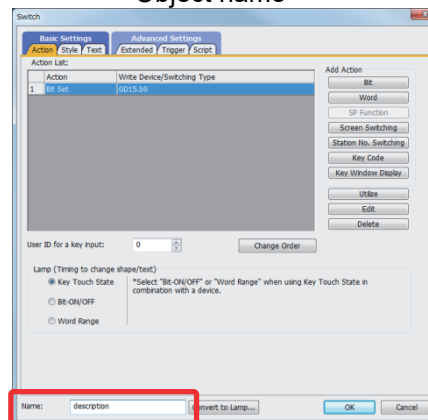 Object name
Switch
Basic Settings
Advanced Settings
Action
Style
Text
Extended
Trigger
Script
Action List:
Action
Write Device/Switching Type
1
Bit Set
GD15.b0
Add Action
Bit
Word
SP Function
Screen Switching
Station No. Switching
Key Code
Key Window Display
Utilize
Edit
Delete
User ID for a key input:
0
Change Order
Lamp (Timing to change shape/text)
Key Touch State
*Select "Bit-ON/OFF" or "Word Range" when using Key Touch State in
combination with a device.
Bit-ON/OFF
Word Range
Name:
description
Convert to Lamp...
OK
Cancel